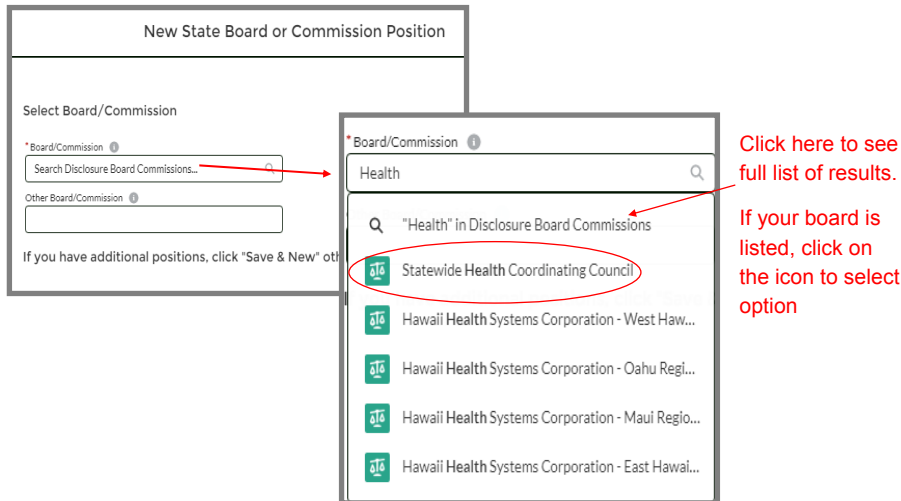 New State Board or Commission Position
Select Board/Commission
*Board/Commission
Search Disclosure Board Commissions...
Other Board/Commission
If you have additional positions, click "Save & New" oth
*Board/Commission
Health
"Health" in Disclosure Board Commissions
Statewide Health Coordinating Council
Hawaii Health Systems Corporation - West Haw...
Hawaii Health Systems Corporation - Oahu Regi...
Hawaii Health Systems Corporation - Maui Regio...
Hawaii Health Systems Corporation - East Hawai...
Click here to see
full list of results.
If your board is
listed, click on
the icon to select
option